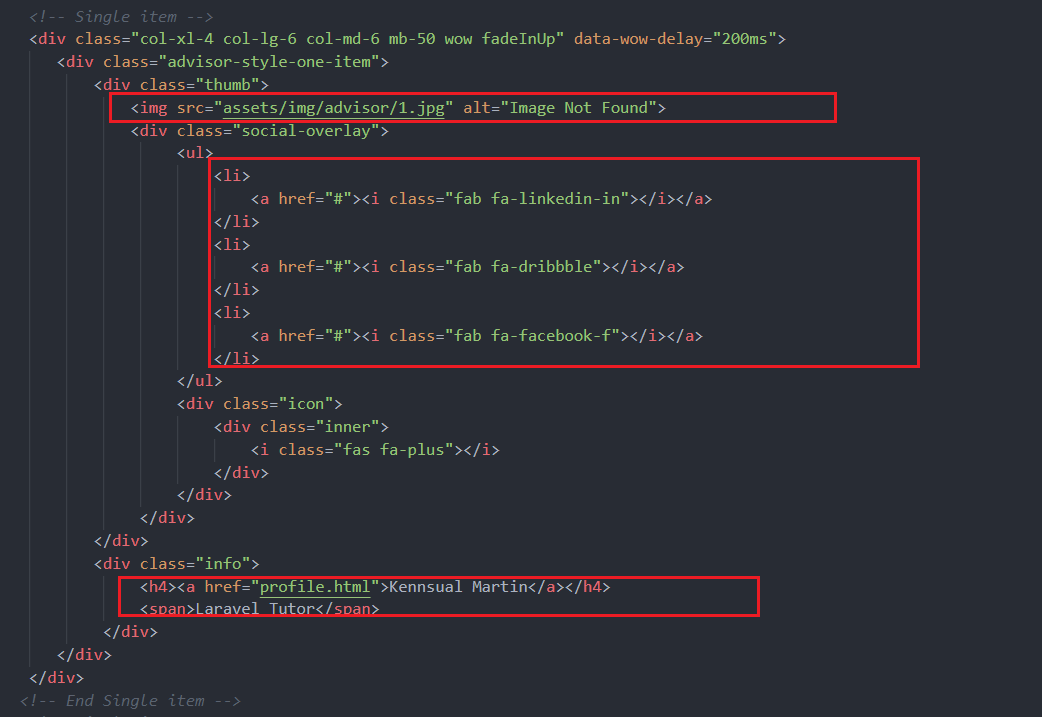 <!-- Single item -->
<div class="col-xl-4 col-lg-6 col-md-6 mb-50 wow fadeInUp" data-wow-delay="200ms">
<div class="advisor-style-one-item">
<div class="thumb">
<img src="assets/img/advisor/1.jpg" alt="Image Not Found">
<div class="social-overlay">
<ul>
<li>
<a href="#"><i class="fab fa-linkedin-in"></i></a>
</li>
<li>
<a href="#"><i class="fab fa-dribbble"></i></a>
</li>
<li>
<a href="#"><i class="fab fa-facebook-f"></i></a>
</li>
</ul>
<div class="icon">
<div class="inner">
<i class="fas fa-plus"></i>
</div>
</div>
</div>
</div>
<div class="info">
<h4><a href="profile.html">Kennsual Martin</a></h4>
<span>Laravel Tutor</span>
</div>
</div>
</div>
<!-- End Single item -->